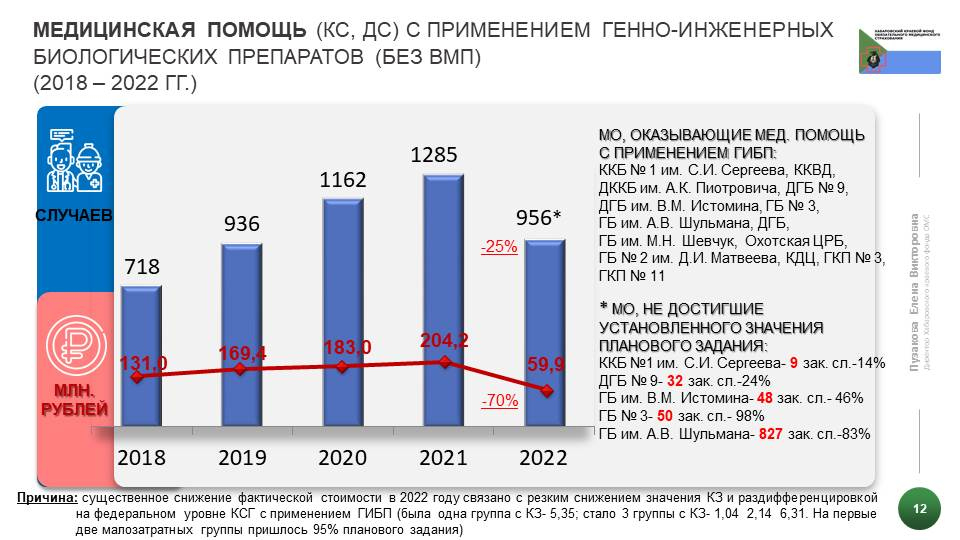 МЕДИЦИНСКАЯ ПОМОЩЬ (КС, ДС) С ПРИМЕНЕНИЕМ ГЕННО-ИНЖЕНЕРНЫХ
БИОЛОГИЧЕСКИХ ПРЕПАРАТОВ (БЕЗ ВМП)
(2018 – 2022 ГГ.)
ХАБАРОВСКИЙ КРАЕВОЙ ФОНД
ОБЯЗАТЕЛЬНОГО МЕДИЦИНСКОГО
СТРАХОВАНИЯ
СЛУЧАЕВ
МЛН.
РУБЛЕЙ
718
936
1162
1285
956*
-25%
131,0
169,4
183,0
204,2
59,9
-70%
2018
2019
2020
2021
2022
МО, ОКАЗЫВАЮЩИЕ МЕД. ПОМОЩЬ
С ПРИМЕНЕНИЕМ ГИБП:
ККБ № 1 им. С.И. Сергеева, ККВД,
ДККБ им. А.К. Пиотровича, ДГБ № 9,
ДГБ им. В.М. Истомина, ГБ № 3,
ГБ им. А.В. Шульмана, ДГБ,
ГБ им. М.Н. Шевчук, Охотская ЦРБ,
ГБ № 2 им. Д.И. Матвеева, КДЦ, ГКП № 3,
ГКП № 11
* МО, НЕ ДОСТИГШИЕ
УСТАНОВЛЕННОГО ЗНАЧЕНИЯ
ПЛАНОВОГО ЗАДАНИЯ:
ККБ №1 им. С.И. Сергеева- 9 зак. сл.-14%
ДГБ № 9- 32 зак. сл.-24%
ГБ им. В.М. Истомина- 48 зак. сл.- 46%
ГБ № 3- 50 зак. сл.- 98%
ГБ им. А.В. Шульмана- 827 зак. сл.-83%
Пузакова Елена Викторовна
Директор Хабаровского краевого фонда ОМС
Причина: существенное снижение фактической стоимости в 2022 году связано с резким снижением значения КЗ и раздифференцировкой
на федеральном уровне КСГ с применением ГИБП (была одна группа с КЗ- 5,35; стало 3 группы с КЗ- 1,04 2,14 6,31. На первые
две малозатратных группы пришлось 95% планового задания)
12